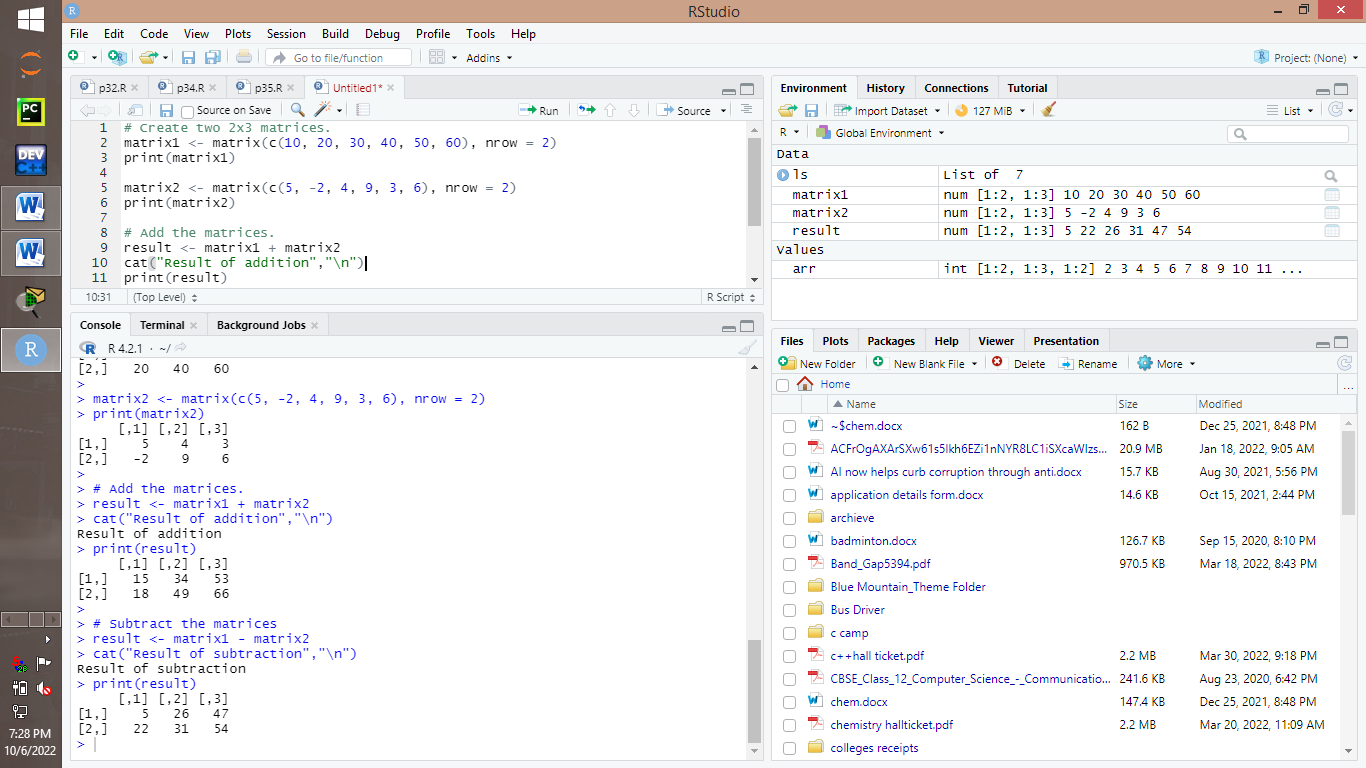 RStudio
File Edit Code View Plots Session Build Debug Profile Tools Help
Go to file/function Addins Project: (None)
p32.R p34.R p35.R Untitled1*
Source on Save Run Source
1 # Create two 2x3 matrices.
2 matrix1 <- matrix(c(10, 20, 30, 40, 50, 60), nrow = 2)
3 print(matrix1)
4
5 matrix2 <- matrix(c(5, -2, 4, 9, 3, 6), nrow = 2)
6 print(matrix2)
7
8 # Add the matrices.
9 result <- matrix1 + matrix2
10 cat("Result of addition","\n")
11 print(result)
10:31 (Top Level) R Script
Console Terminal Background Jobs
R 4.2.1 · ~/
[2,] 20 40 60
>
> matrix2 <- matrix(c(5, -2, 4, 9, 3, 6), nrow = 2)
> print(matrix2)
[,1] [,2] [,3]
[1,] 5 4 3
[2,] -2 9 6
>
> # Add the matrices.
> result <- matrix1 + matrix2
> cat("Result of addition","\n")
Result of addition
> print(result)
[,1] [,2] [,3]
[1,] 15 34 53
[2,] 18 49 66
>
> # Subtract the matrices
> result <- matrix1 - matrix2
> cat("Result of subtraction","\n")
Result of subtraction
> print(result)
[,1] [,2] [,3]
[1,] 5 26 47
[2,] 22 31 54
>
Environment History Connections Tutorial
Import Dataset 127 MiB List
R Global Environment
Data
ls List of 7
matrix1 num [1:2, 1:3] 10 20 30 40 50 60
matrix2 num [1:2, 1:3] 5 -2 4 9 3 6
result num [1:2, 1:3] 5 22 26 31 47 54
Values
arr int [1:2, 1:3, 1:2] 2 3 4 5 6 7 8 9 10 11 ...
Files Plots Packages Help Viewer Presentation
New Folder New Blank File Delete Rename More
Home ...
Name Size Modified
~$chem.docx 162 B Dec 25, 2021, 8:48 PM
20.9 MB Jan 18, 2022, 9:05 AM
AI now helps curb corruption through anti.docx 15.7 KB Aug 30, 2021, 5:56 PM
application details form.docx 14.6 KB Oct 15, 2021, 2:44 PM
archieve
badminton.docx 126.7 KB Sep 15, 2020, 8:10 PM
Band_Gap5394.pdf 970.5 KB Mar 18, 2022, 8:43 PM
Blue Mountain_Theme Folder
Bus Driver
c camp
c++hall ticket.pdf 2.2 MB Mar 30, 2022, 9:18 PM
CBSE_Class_12_Computer_Science_-_Communicatio... 241.6 KB Aug 23, 2020, 6:42 PM
chem.docx 147.4 KB Dec 25, 2021, 8:48 PM
chemistry hallticket.pdf 2.2 MB Mar 20, 2022, 11:09 AM
colleges receipts
PC
DEV
C++
W
W
R
7:28 PM
10/6/2022